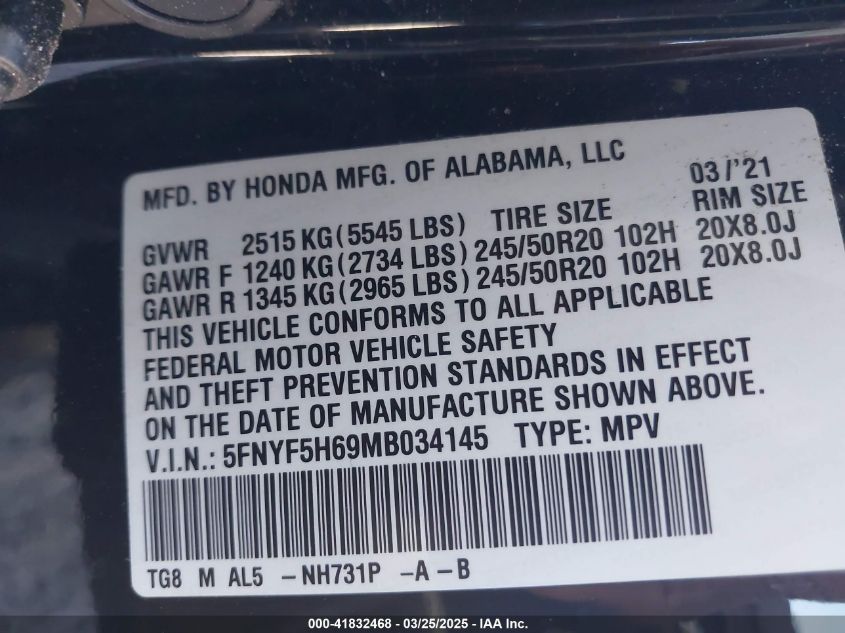 MFD. BY HONDA MFG. OF ALABAMA, LLC 03/'21
GVWR 2515 KG (5545 LBS) TIRE SIZE RIM SIZE
GAWR F 1240 KG (2734 LBS) 245/50R20 102H 20X8.0J
GAWR R 1345 KG (2965 LBS) 245/50R20 102H 20X8.0J
THIS VEHICLE CONFORMS TO ALL APPLICABLE
FEDERAL MOTOR VEHICLE SAFETY
AND THEFT PREVENTION STANDARDS IN EFFECT
ON THE DATE OF MANUFACTURE SHOWN ABOVE.
V.I.N.: 5FNYF5H69MB034145 TYPE: MPV
TG8 M AL5 -NH731P -A -B
000-41832468 - 03/25/2025 - IAA, Inc.